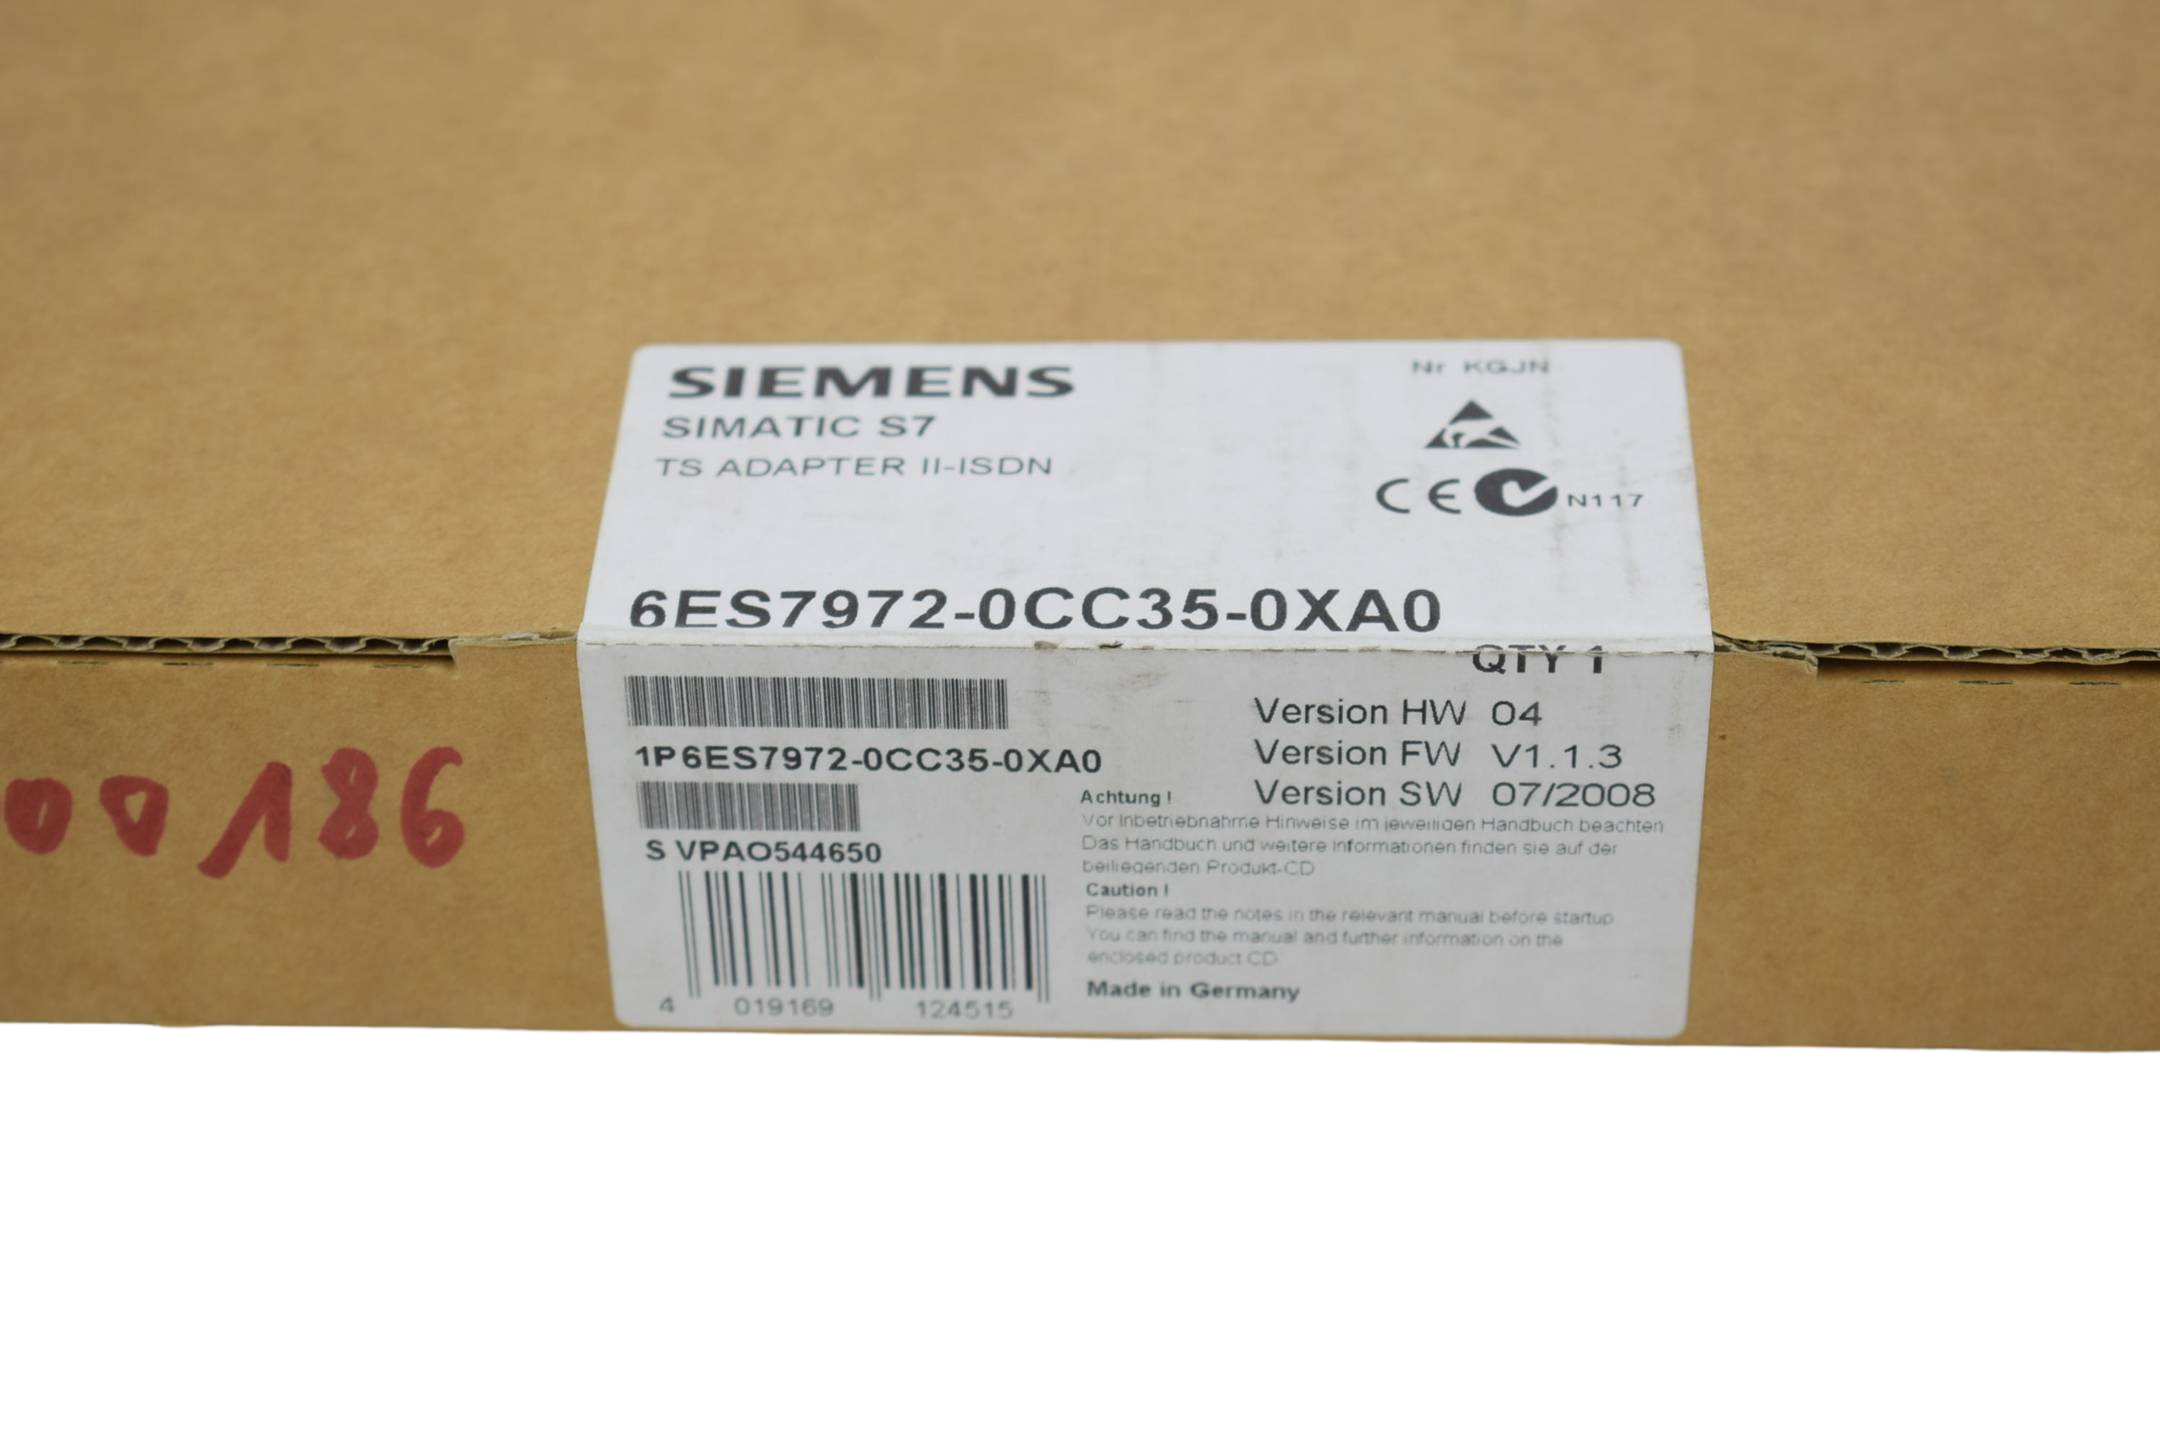 SIEMENS
Nr KGJN
SIMATIC S7
TS ADAPTER II-ISDN
CE N117
6ES7972-0CC35-0XA0
QTY 1
Version HW 04
1P6ES7972-0CC35-0XA0
Version FW V1.1.3
Version SW 07/2008
S VPAO544650
Achtung !
Vor Inbetriebnahme Hinweise im jeweiligen Handbuch beachten
Das Handbuch und weitere Informationen finden sie auf der
beiliegenden Produkt-CD
Caution !
Please read the notes in the relevant manual before startup
You can find the manual and further information on the
enclosed product CD
Made in Germany
4 019169 124515
00186